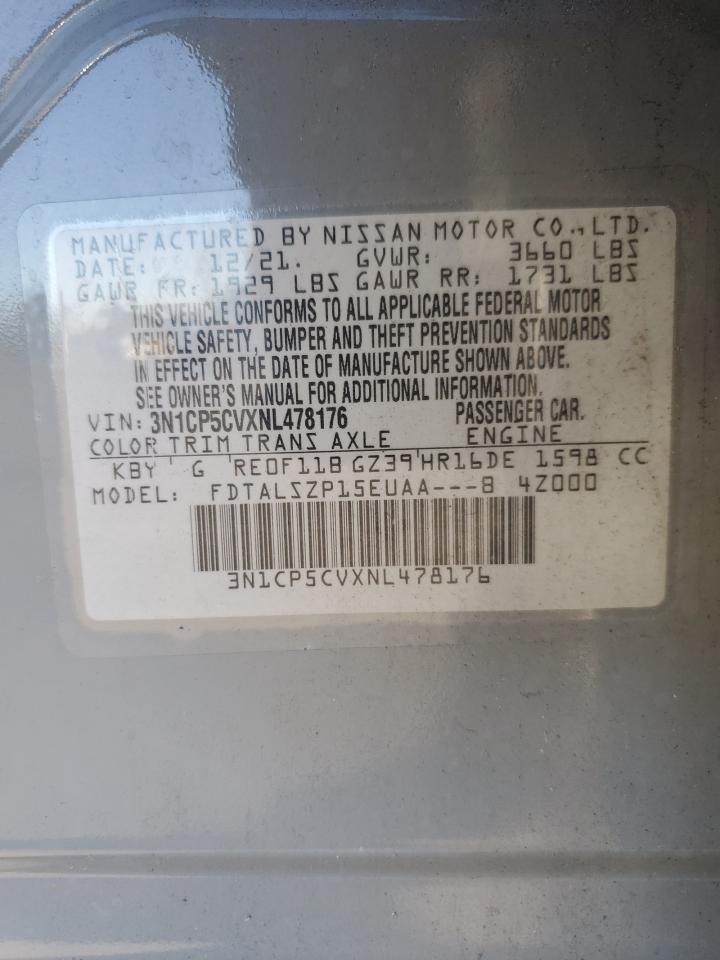 MANUFACTURED BY NISSAN MOTOR CO., LTD.
DATE: 12/21. GVWR: 3660 LBS
GAWR FR: 1929 LBS GAWR RR: 1731 LBS
THIS VEHICLE CONFORMS TO ALL APPLICABLE FEDERAL MOTOR
VEHICLE SAFETY, BUMPER AND THEFT PREVENTION STANDARDS
IN EFFECT ON THE DATE OF MANUFACTURE SHOWN ABOVE.
SEE OWNER'S MANUAL FOR ADDITIONAL INFORMATION.
VIN: 3N1CP5CVXNL478176 PASSENGER CAR.
COLOR TRIM TRANS AXLE ENGINE
KBY G RE0F11B GZ39 HR16DE 1598 CC
MODEL: FDTALSZP15EUAA---B 4Z000
3N1CP5CVXNL478176